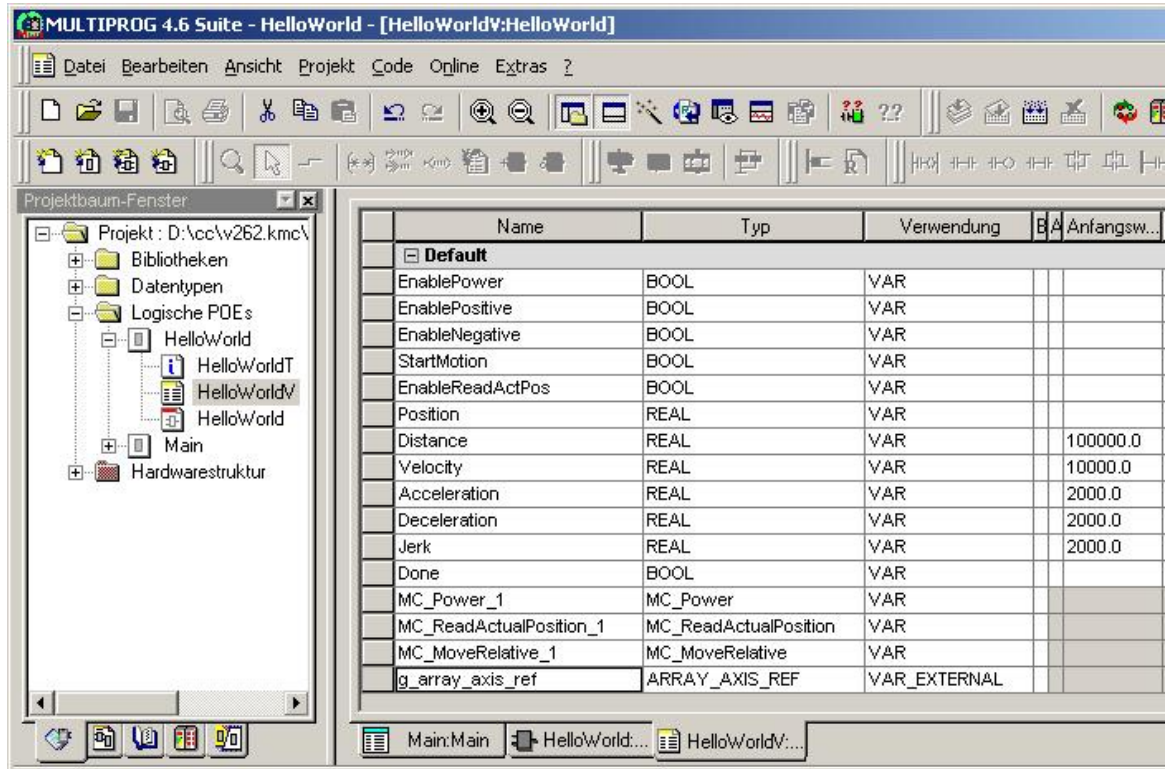 MULTIPROG 4.6 Suite - HelloWorld - [HelloWorldV:HelloWorld]
Datei Bearbeiten Ansicht Projekt Code Online Extras ?
Projektbaum-Fenster
Projekt : D:\cc\v262.kmc\
Bibliotheken
Datentypen
Logische POEs
HelloWorld
HelloWorldT
HelloWorldV
HelloWorld
Main
Hardwarestruktur
Name Typ Verwendung B A Anfangsw...
Default
EnablePower BOOL VAR
EnablePositive BOOL VAR
EnableNegative BOOL VAR
StartMotion BOOL VAR
EnableReadActPos BOOL VAR
Position REAL VAR
Distance REAL VAR 100000.0
Velocity REAL VAR 10000.0
Acceleration REAL VAR 2000.0
Deceleration REAL VAR 2000.0
Jerk REAL VAR 2000.0
Done BOOL VAR
MC_Power_1 MC_Power VAR
MC_ReadActualPosition_1 MC_ReadActualPosition VAR
MC_MoveRelative_1 MC_MoveRelative VAR
g_array_axis_ref ARRAY_AXIS_REF VAR_EXTERNAL
Main:Main HelloWorld:... HelloWorldV:...